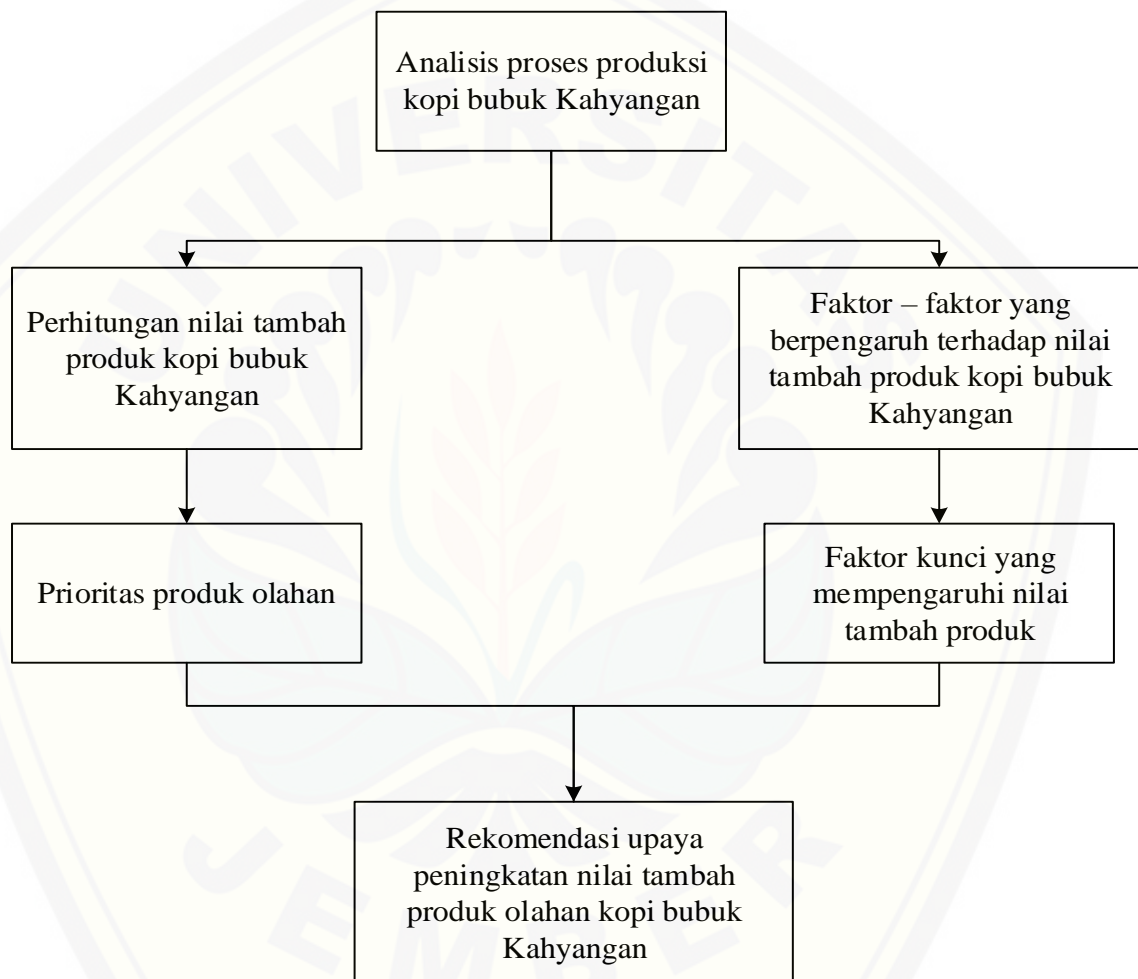 Analisis proses produksi
kopi bubuk Kahyangan
Perhitungan nilai tambah
produk kopi bubuk
Kahyangan
Faktor – faktor yang
berpengaruh terhadap nilai
tambah produk kopi bubuk
Kahyangan
Prioritas produk olahan
Faktor kunci yang
mempengaruhi nilai
tambah produk
Rekomendasi upaya
peningkatan nilai tambah
produk olahan kopi bubuk
Kahyangan
UNIVERSITAS
JEMBER